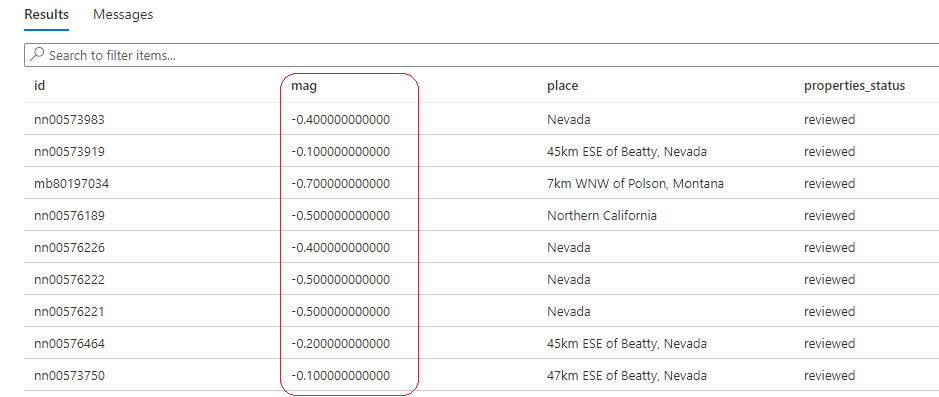 Results Messages
Search to filter items...
id mag place properties_status
nn00573983 -0.400000000000 Nevada reviewed
nn00573919 -0.100000000000 45km ESE of Beatty, Nevada reviewed
mb80197034 -0.700000000000 7km WNW of Polson, Montana reviewed
nn00576189 -0.500000000000 Northern California reviewed
nn00576226 -0.400000000000 Nevada reviewed
nn00576222 -0.500000000000 Nevada reviewed
nn00576221 -0.500000000000 Nevada reviewed
nn00576464 -0.200000000000 45km ESE of Beatty, Nevada reviewed
nn00573750 -0.100000000000 47km ESE of Beatty, Nevada reviewed